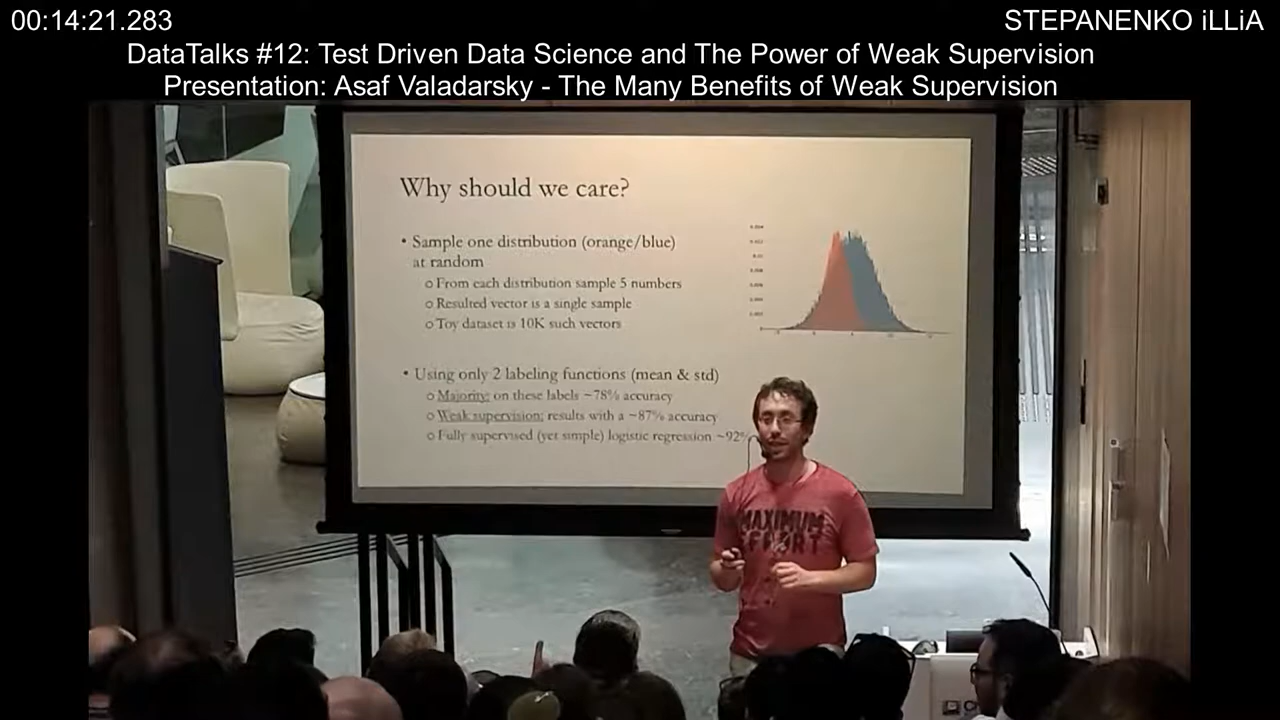 00:14:21.283
STEPANENKO iLLiA
DataTalks #12: Test Driven Data Science and The Power of Weak Supervision
Presentation: Asaf Valadarsky - The Many Benefits of Weak Supervision
Why should we care?
• Sample one distribution (orange/blue)
at random
o From each distribution sample 5 numbers
o Resulted vector is a single sample
o Toy dataset is 10K such vectors
• Using only 2 labeling functions (mean & std)
o Majority: on these labels ~78% accuracy
o Weak supervision: results with a ~87% accuracy
o Fully supervised (yet simple) logistic regression ~92%
MAXIMUM
EFFORT